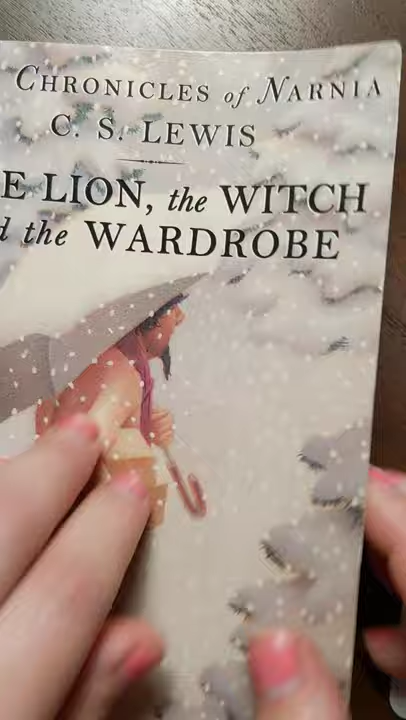 CHRONICLES of NARNIA
C. S. LEWIS
E LION, the WITCH
d the WARDROBE